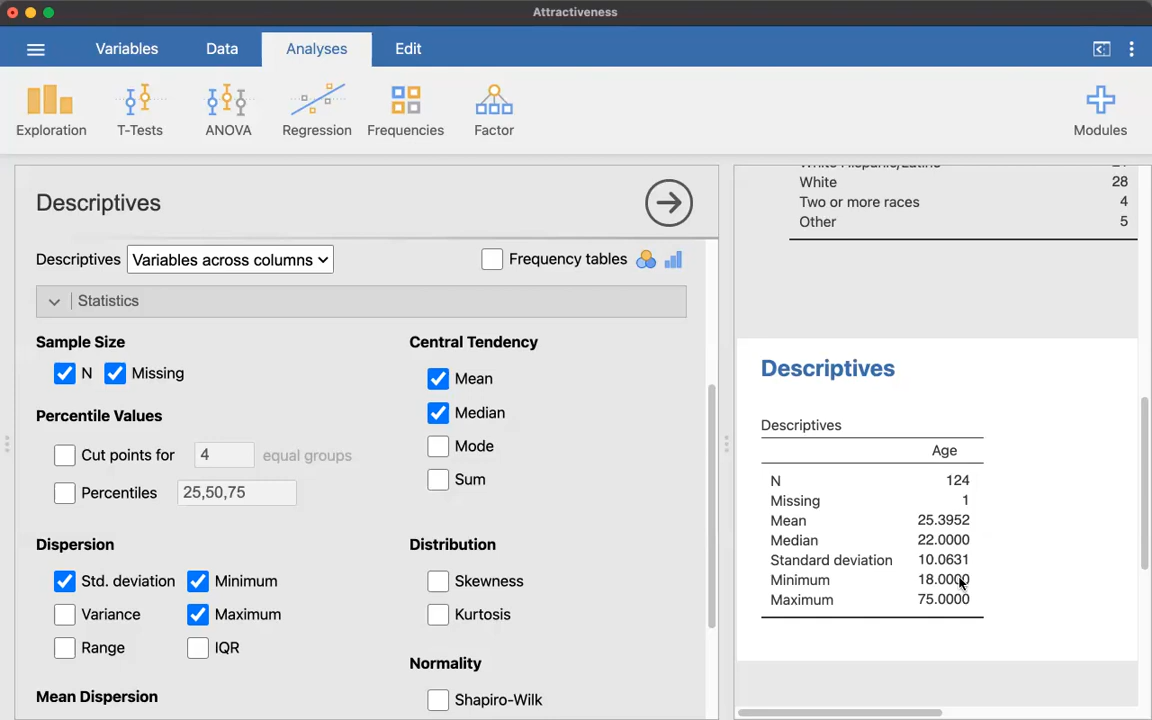 Attractiveness
Variables Data Analyses Edit
Exploration T-Tests ANOVA Regression Frequencies Factor Modules
Descriptives
Descriptives Variables across columns Frequency tables
Statistics
Sample Size
N Missing
Percentile Values
Cut points for 4 equal groups
Percentiles 25,50,75
Dispersion
Std. deviation Minimum
Variance Maximum
Range IQR
Mean Dispersion
Central Tendency
Mean
Median
Mode
Sum
Distribution
Skewness
Kurtosis
Normality
Shapiro-Wilk
White 28
Two or more races 4
Other 5
Descriptives
Descriptives
Age
N 124
Missing 1
Mean 25.3952
Median 22.0000
Standard deviation 10.0631
Minimum 18.0000
Maximum 75.0000